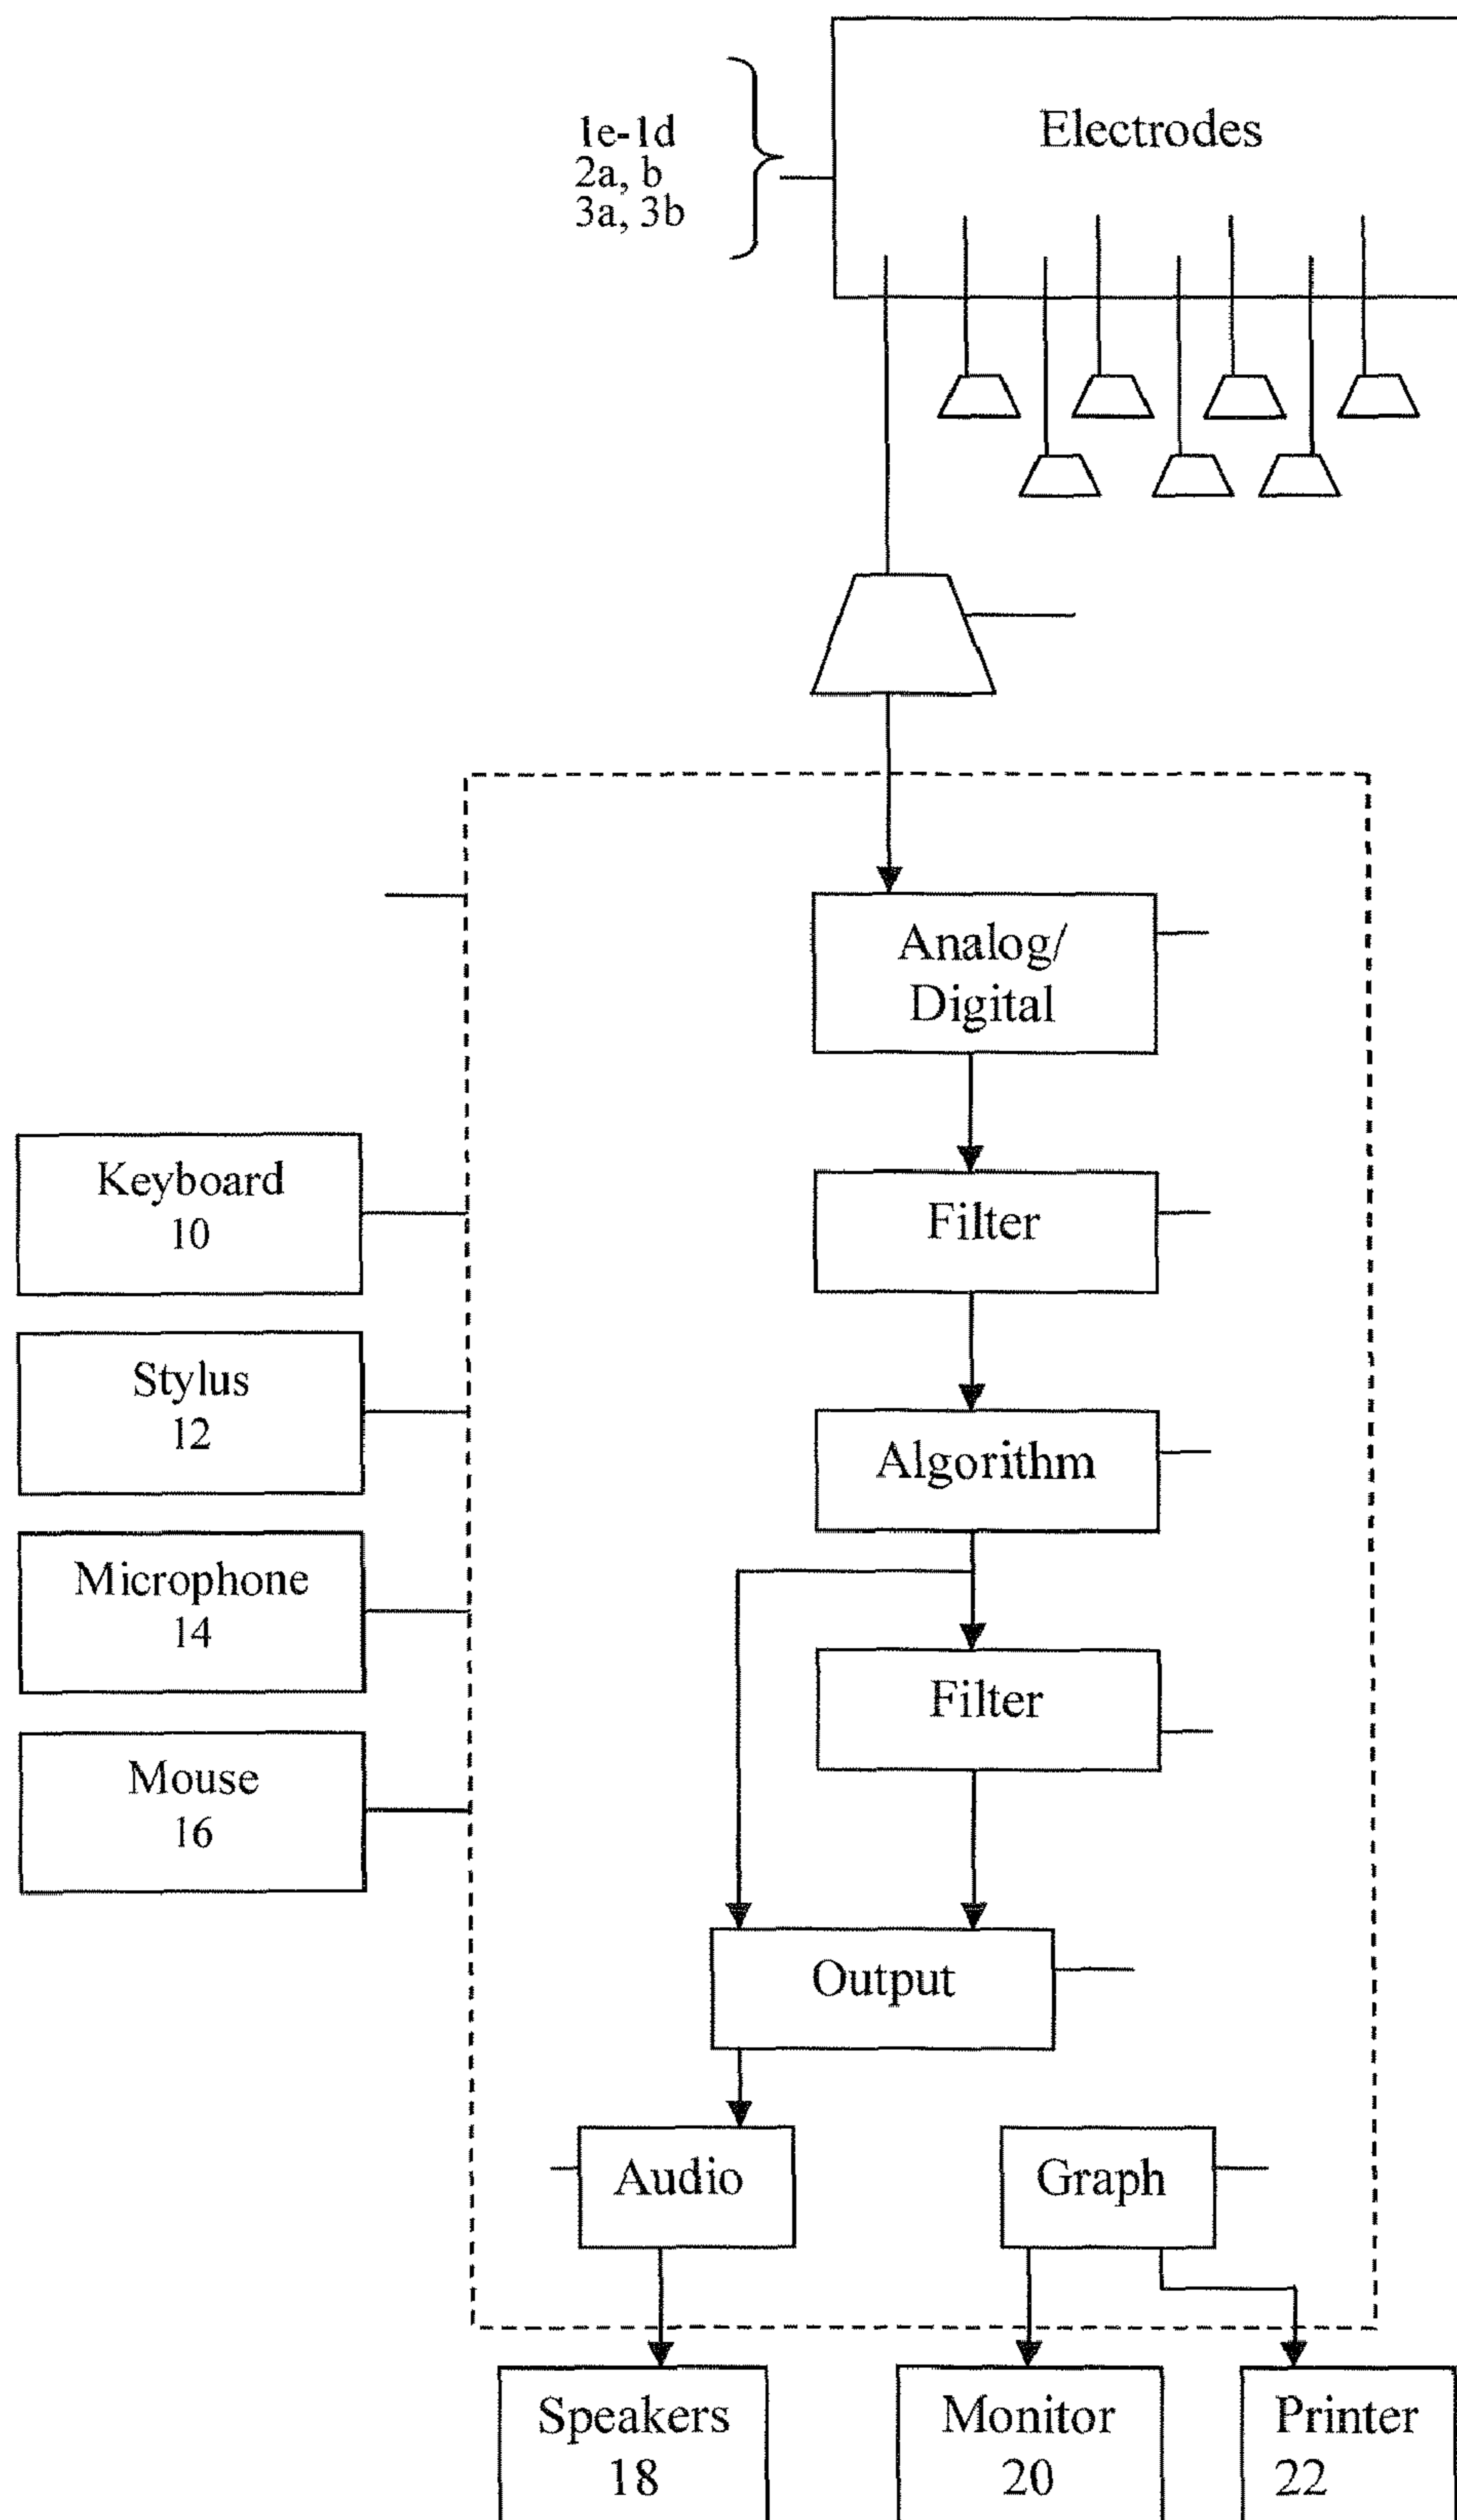 Electrodes
1e-1d
2a, b
3a, 3b
Analog/
Digital
Keyboard
10
Filter
Stylus
12
Algorithm
Microphone
14
Filter
Mouse
16
Output
Audio
Graph
Speakers
18
Monitor
20
Printer
22